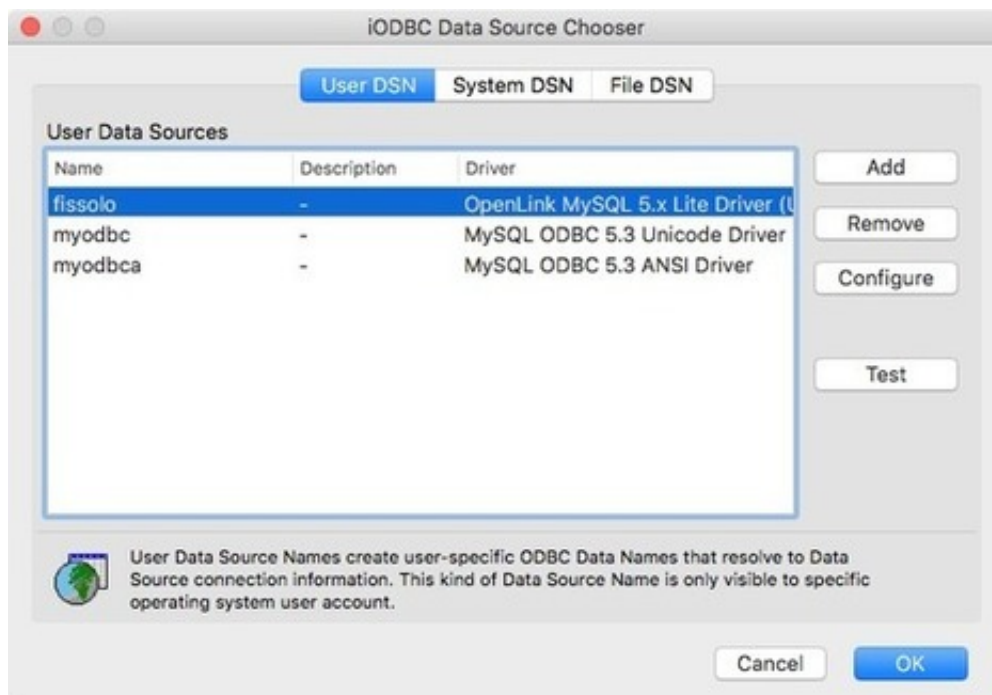 iODBC Data Source Chooser
User DSN System DSN File DSN
User Data Sources
Name Description Driver
fissolo - OpenLink MySQL 5.x Lite Driver (U
myodbc - MySQL ODBC 5.3 Unicode Driver
myodbca - MySQL ODBC 5.3 ANSI Driver
Add
Remove
Configure
Test
User Data Source Names create user-specific ODBC Data Names that resolve to Data
Source connection information. This kind of Data Source Name is only visible to specific
operating system user account.
Cancel OK